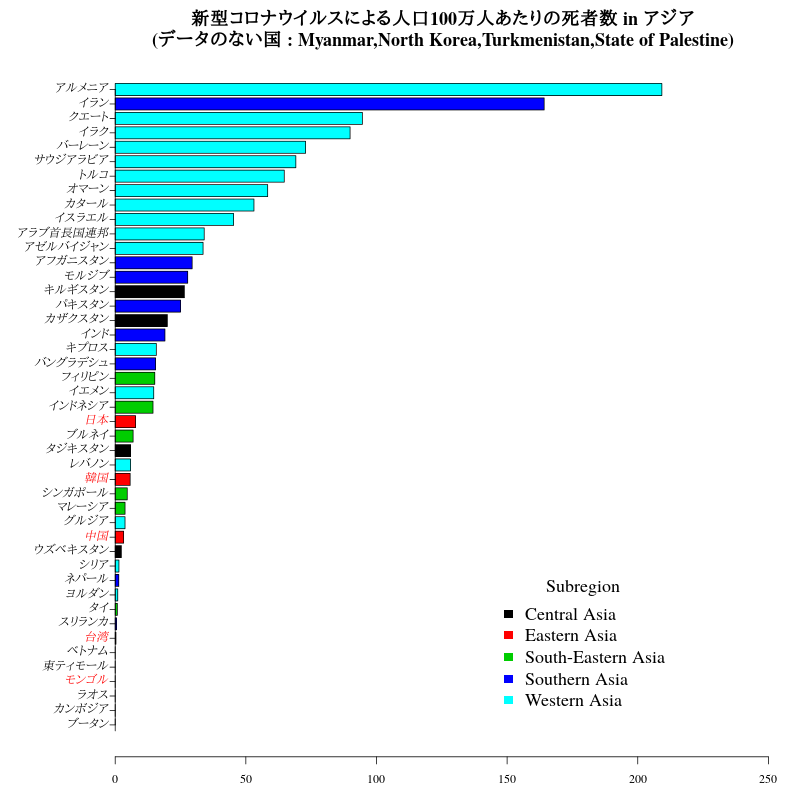 新型コロナウイルスによる人口100万人あたりの死者数 in アジア
(データのない国 : Myanmar,North Korea,Turkmenistan,State of Palestine)
アルメニア
イラン
クエート
イラク
バーレーン
サウジアラビア
トルコ
オマーン
カタール
イスラエル
アラブ首長国連邦
アゼルバイジャン
アフガニスタン
モルジブ
キルギスタン
パキスタン
カザクスタン
インド
キプロス
バングラデシュ
フィリピン
イエメン
インドネシア
日本
ブルネイ
タジキスタン
レバノン
韓国
シンガポール
マレーシア
グルジア
中国
ウズベキスタン
シリア
ネパール
ヨルダン
タイ
スリランカ
台湾
ベトナム
東ティモール
モンゴル
ラオス
カンボジア
ブータン
Subregion
Central Asia
Eastern Asia
South-Eastern Asia
Southern Asia
Western Asia
0 50 100 150 200 250